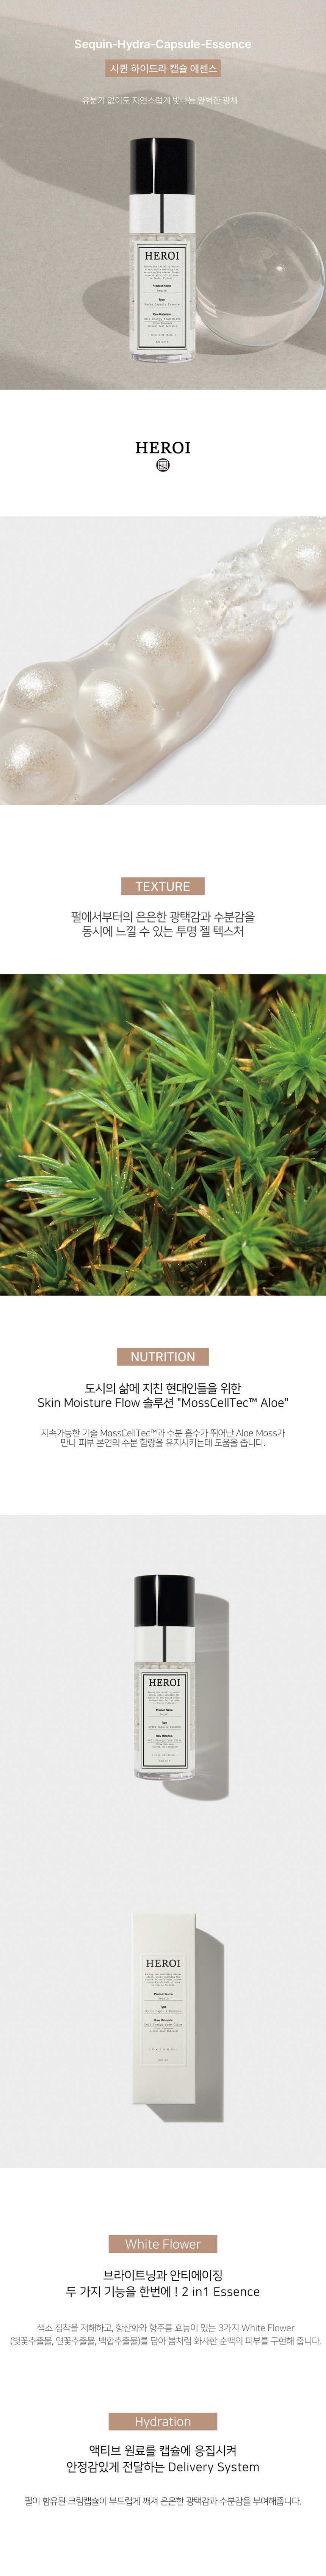 Sequin-Hydra-Capsule-Essence
시퀸 하이드라 캡슐 에센스
유분기 없이도 자연스럽게 빛나는 완벽한 광채
HEROI
Product Name
Type
Raw Materials
HEROI
TEXTURE
펄에서부터의 은은한 광택감과 수분감을
동시에 느낄 수 있는 투명 젤 텍스처
NUTRITION
도시의 삶에 지친 현대인들을 위한
Skin Moisture Flow 솔루션 "MossCellTec™ Aloe"
지속가능한 기술 MossCellTec™과 수분 흡수가 뛰어난 Aloe Moss가
만나 피부 본연의 수분 함량을 유지시키는데 도움을 줍니다.
HEROI
Product Name
Type
Raw Materials
HEROI
Product Name
Type
Raw Materials
White Flower
브라이트닝과 안티에이징
두 가지 기능을 한번에 ! 2 in1 Essence
색소 침착을 저해하고, 항산화와 항주름 효능이 있는 3가지 White Flower
(벚꽃추출물, 연꽃추출물, 백합추출물)를 담아 봄처럼 화사한 순백의 피부를 구현해 줍니다.
Hydration
액티브 원료를 캡슐에 응집시켜
안정감있게 전달하는 Delivery System
펄이 함유된 크림캡슐이 부드럽게 깨져 은은한 광택감과 수분감을 부여해줍니다.